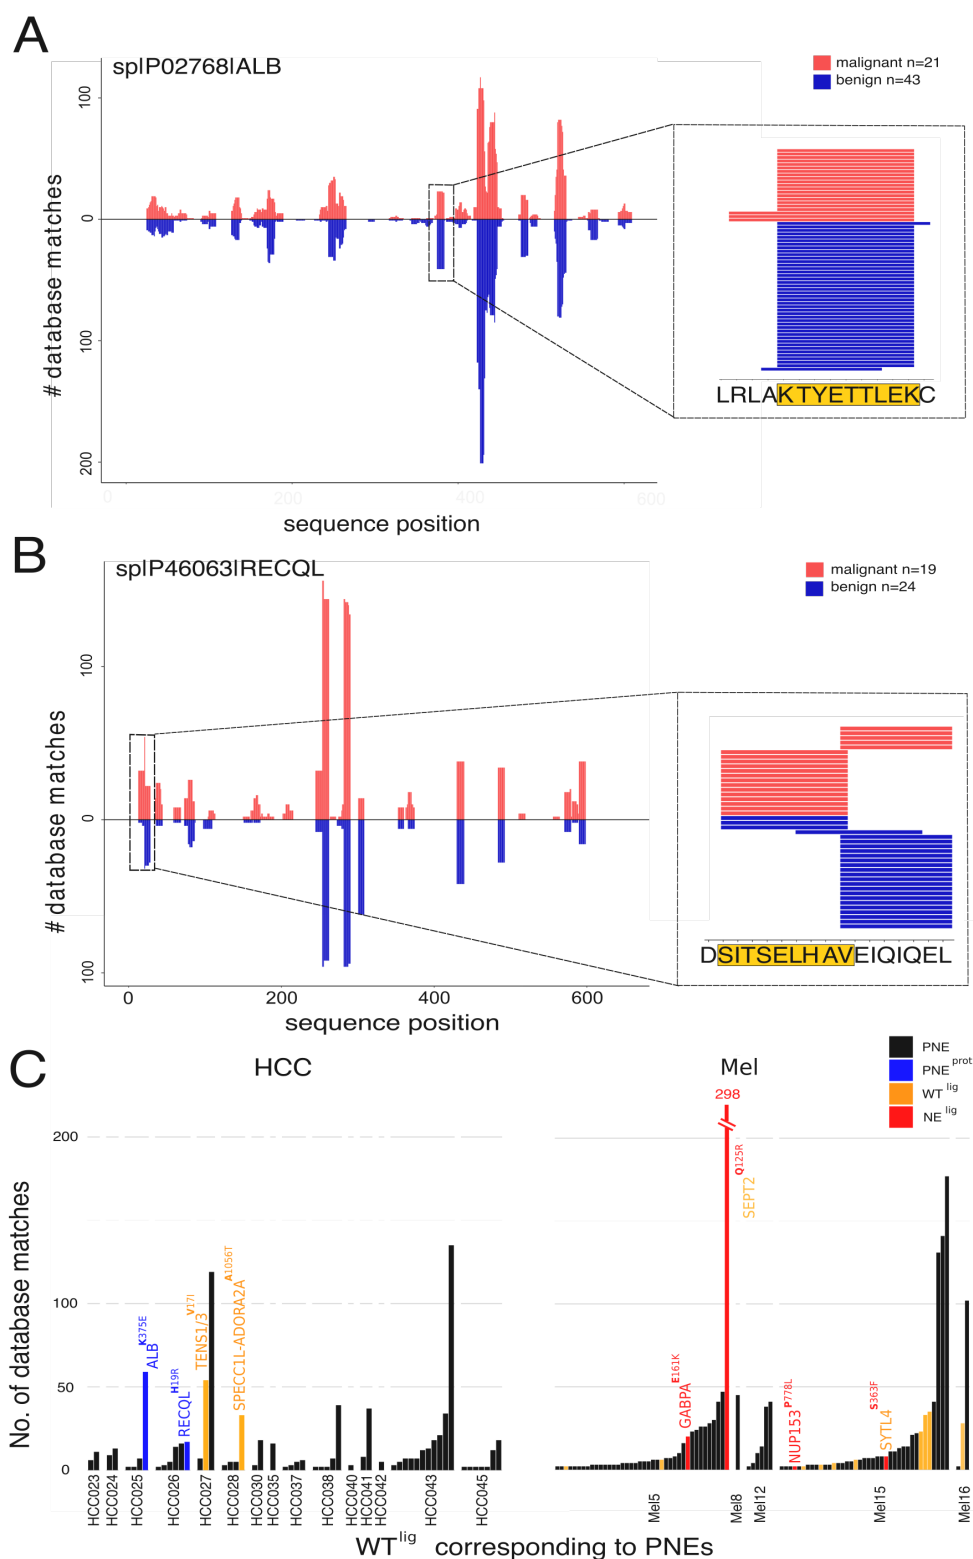 A
sp|P02768|ALB
malignant n=21
benign n=43
# database matches
100
0
100
200
0
200
400
600
sequence position
LRLAKTYETTLEKC
B
sp|P46063|RECQL
malignant n=19
benign n=24
# database matches
100
0
100
0
200
400
600
sequence position
DSITSELHAVEIQIQEL
C
HCC
Mel
PNE
PNE prot
WT lig
NE lig
No. of database matches
200
100
50
0
K375E
ALB
H19R
RECQL
V17I
TENS1/3
A1056T
SPECC1L-ADORA2A
E161K
GABPA
298
Q125R
SEPT2
P778L
NUP153
S363F
SYTL4
HCC023
HCC024
HCC025
HCC026
HCC027
HCC028
HCC030
HCC035
HCC037
HCC038
HCC040
HCC041
HCC042
HCC043
HCC045
Mel5
Mel8
Mel12
Mel15
Mel16
WT lig corresponding to PNEs